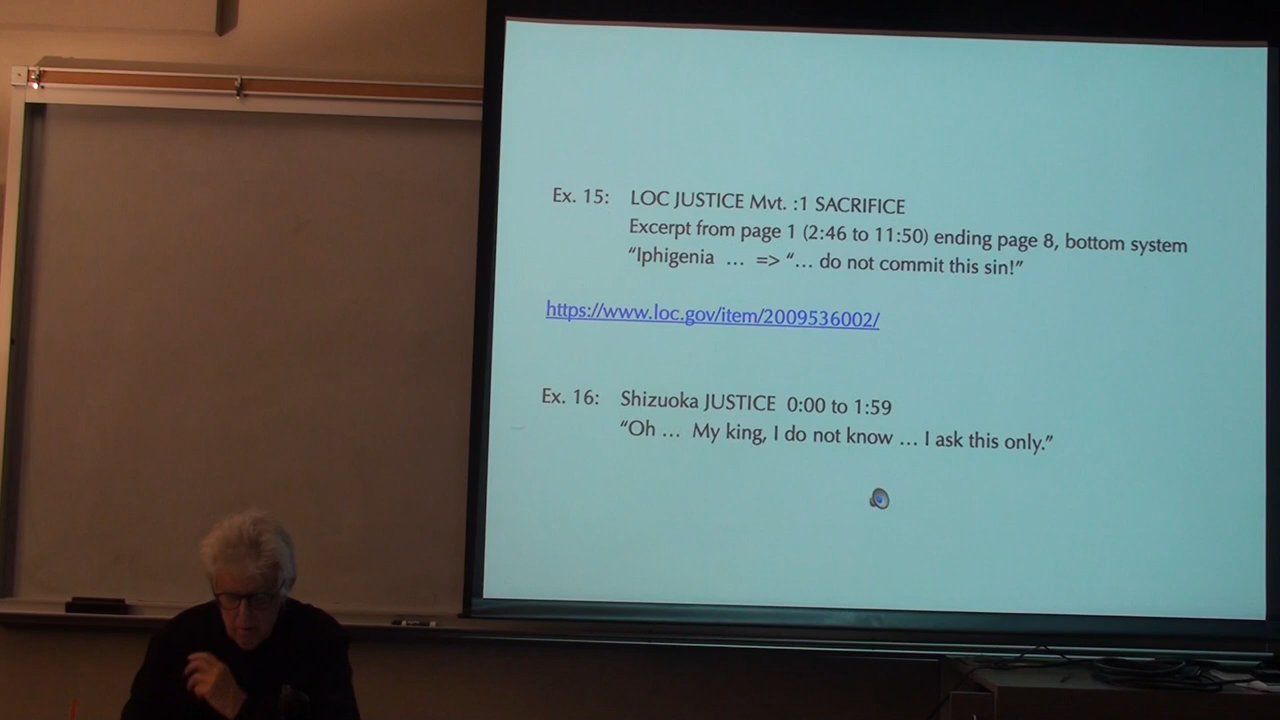 Ex. 15: LOC JUSTICE Mvt. :1 SACRIFICE
Excerpt from page 1 (2:46 to 11:50) ending page 8, bottom system
“Iphigenia … => “… do not commit this sin!”
https://www.loc.gov/item/2009536002/
Ex. 16: Shizuoka JUSTICE 0:00 to 1:59
“Oh … My king, I do not know … I ask this only.”